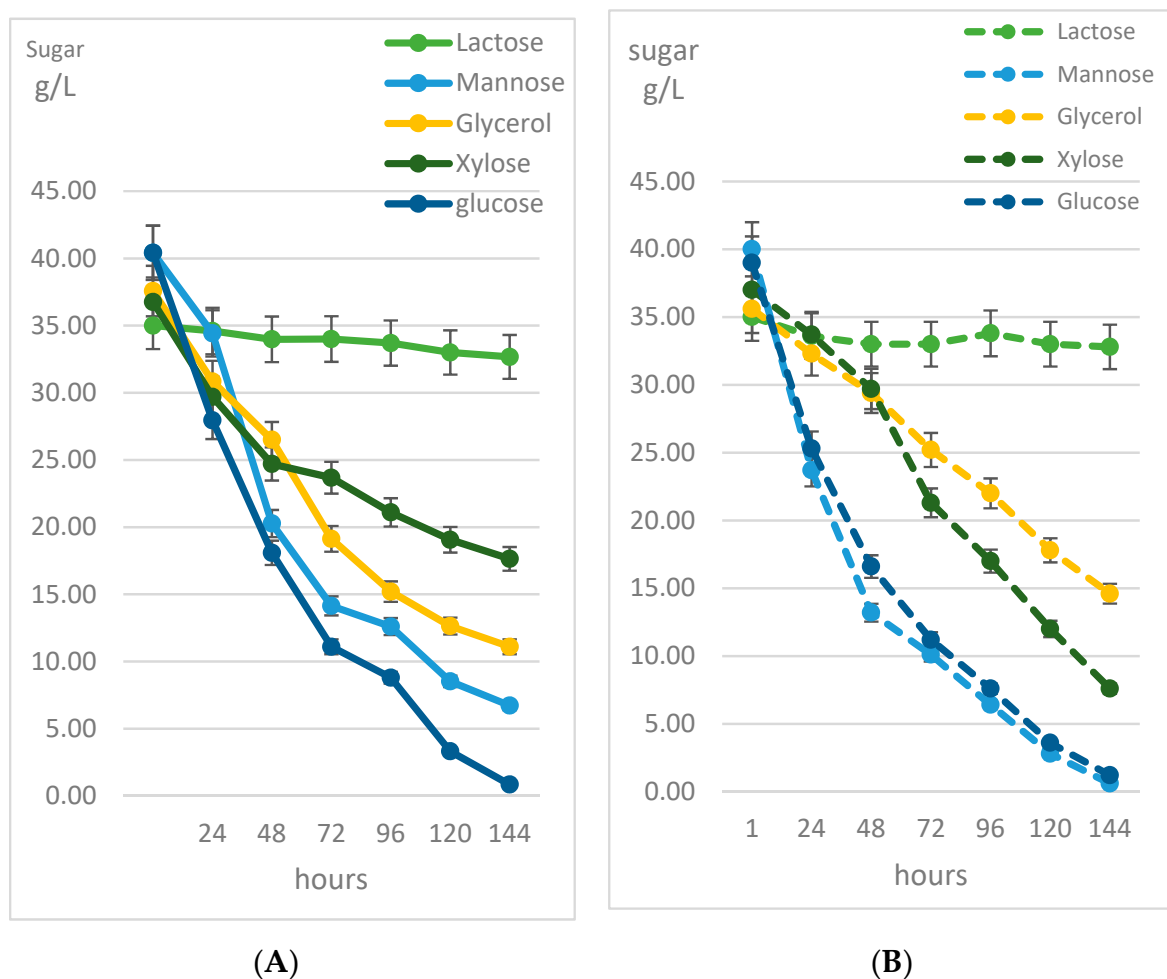 Sugar
g/L
Lactose
Mannose
Glycerol
Xylose
glucose
45.00
40.00
35.00
30.00
25.00
20.00
15.00
10.00
5.00
0.00
24 48 72 96 120 144
hours
(A)
sugar
g/L
Lactose
Mannose
Glycerol
Xylose
Glucose
45.00
40.00
35.00
30.00
25.00
20.00
15.00
10.00
5.00
0.00
1 24 48 72 96 120 144
hours
(B)